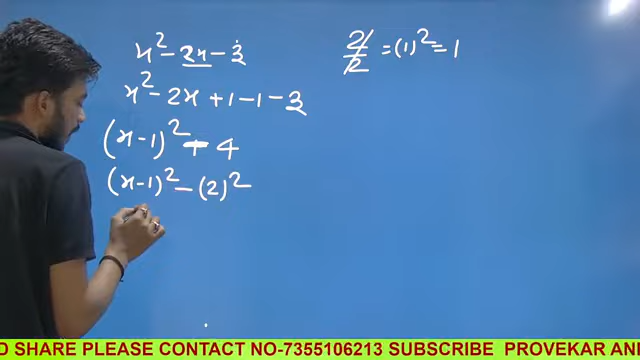 x² - 2x - 3
2/2 = (1)² = 1
x² - 2x + 1 - 1 - 3
(x - 1)² - 4
(x - 1)² - (2)²
D SHARE PLEASE CONTACT NO-7355106213 SUBSCRIBE PROVEKAR AN